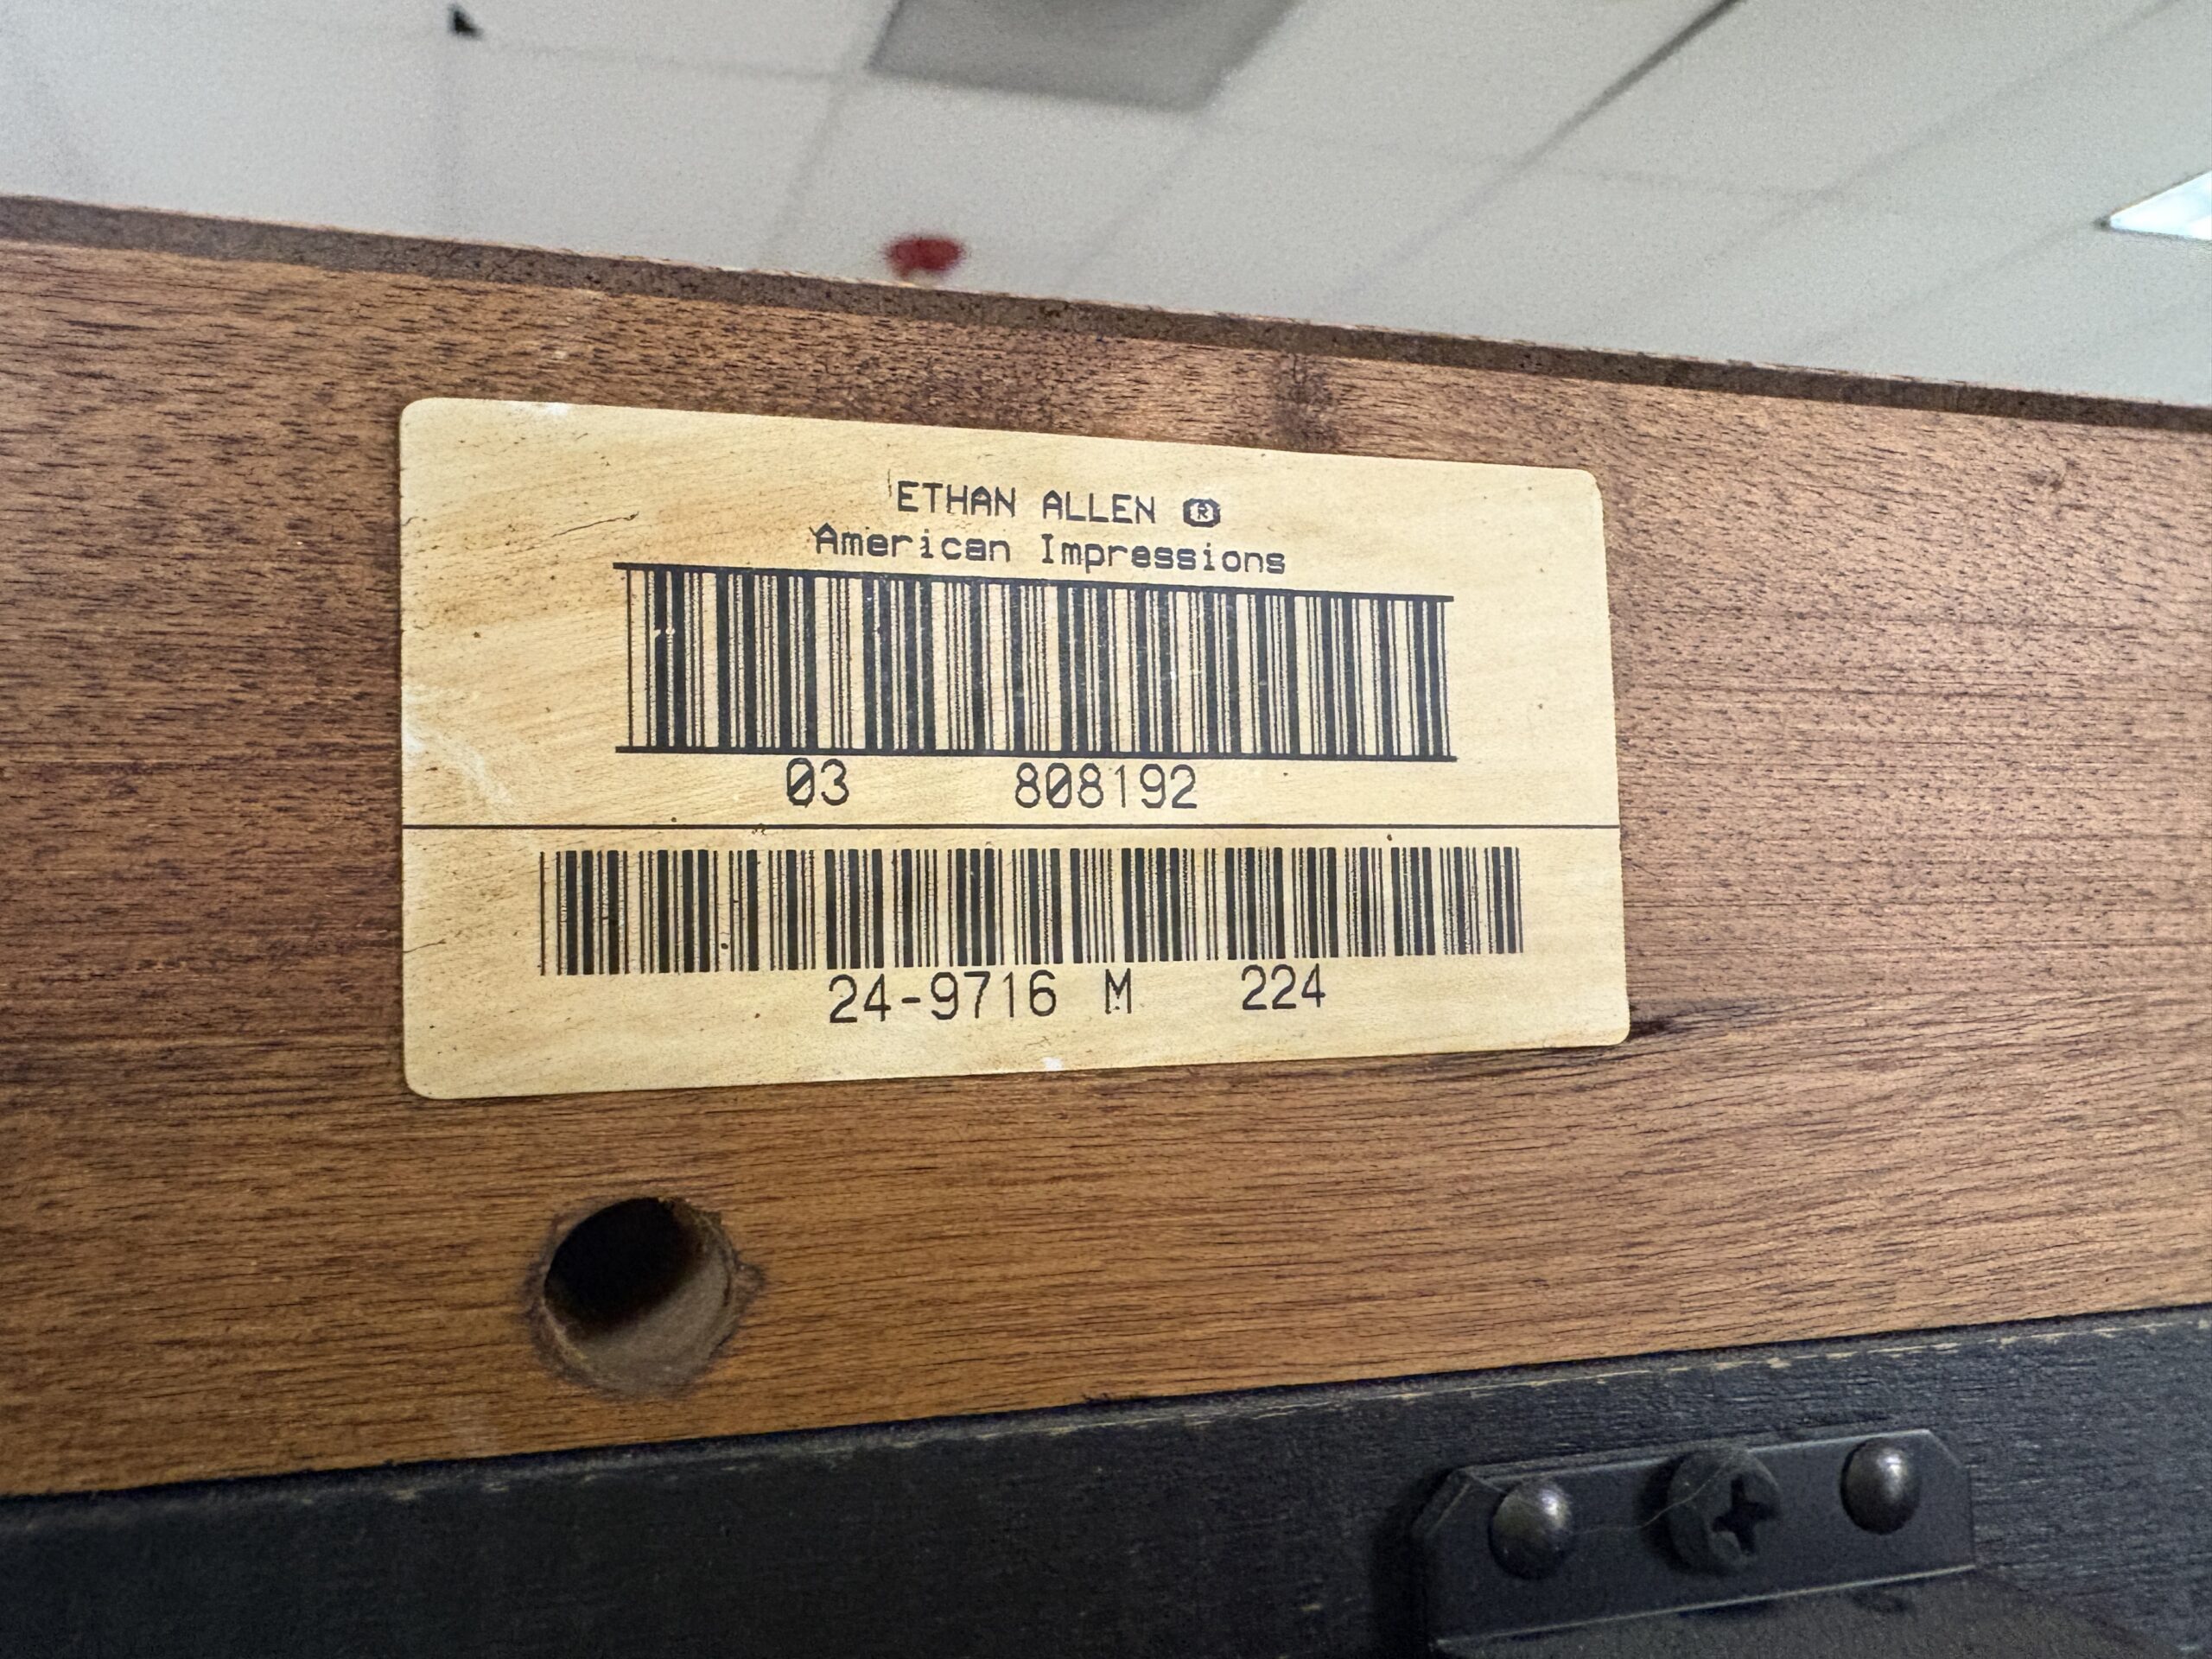 ETHAN ALLEN ®
American Impressions
03 808192
24-9716 M 224